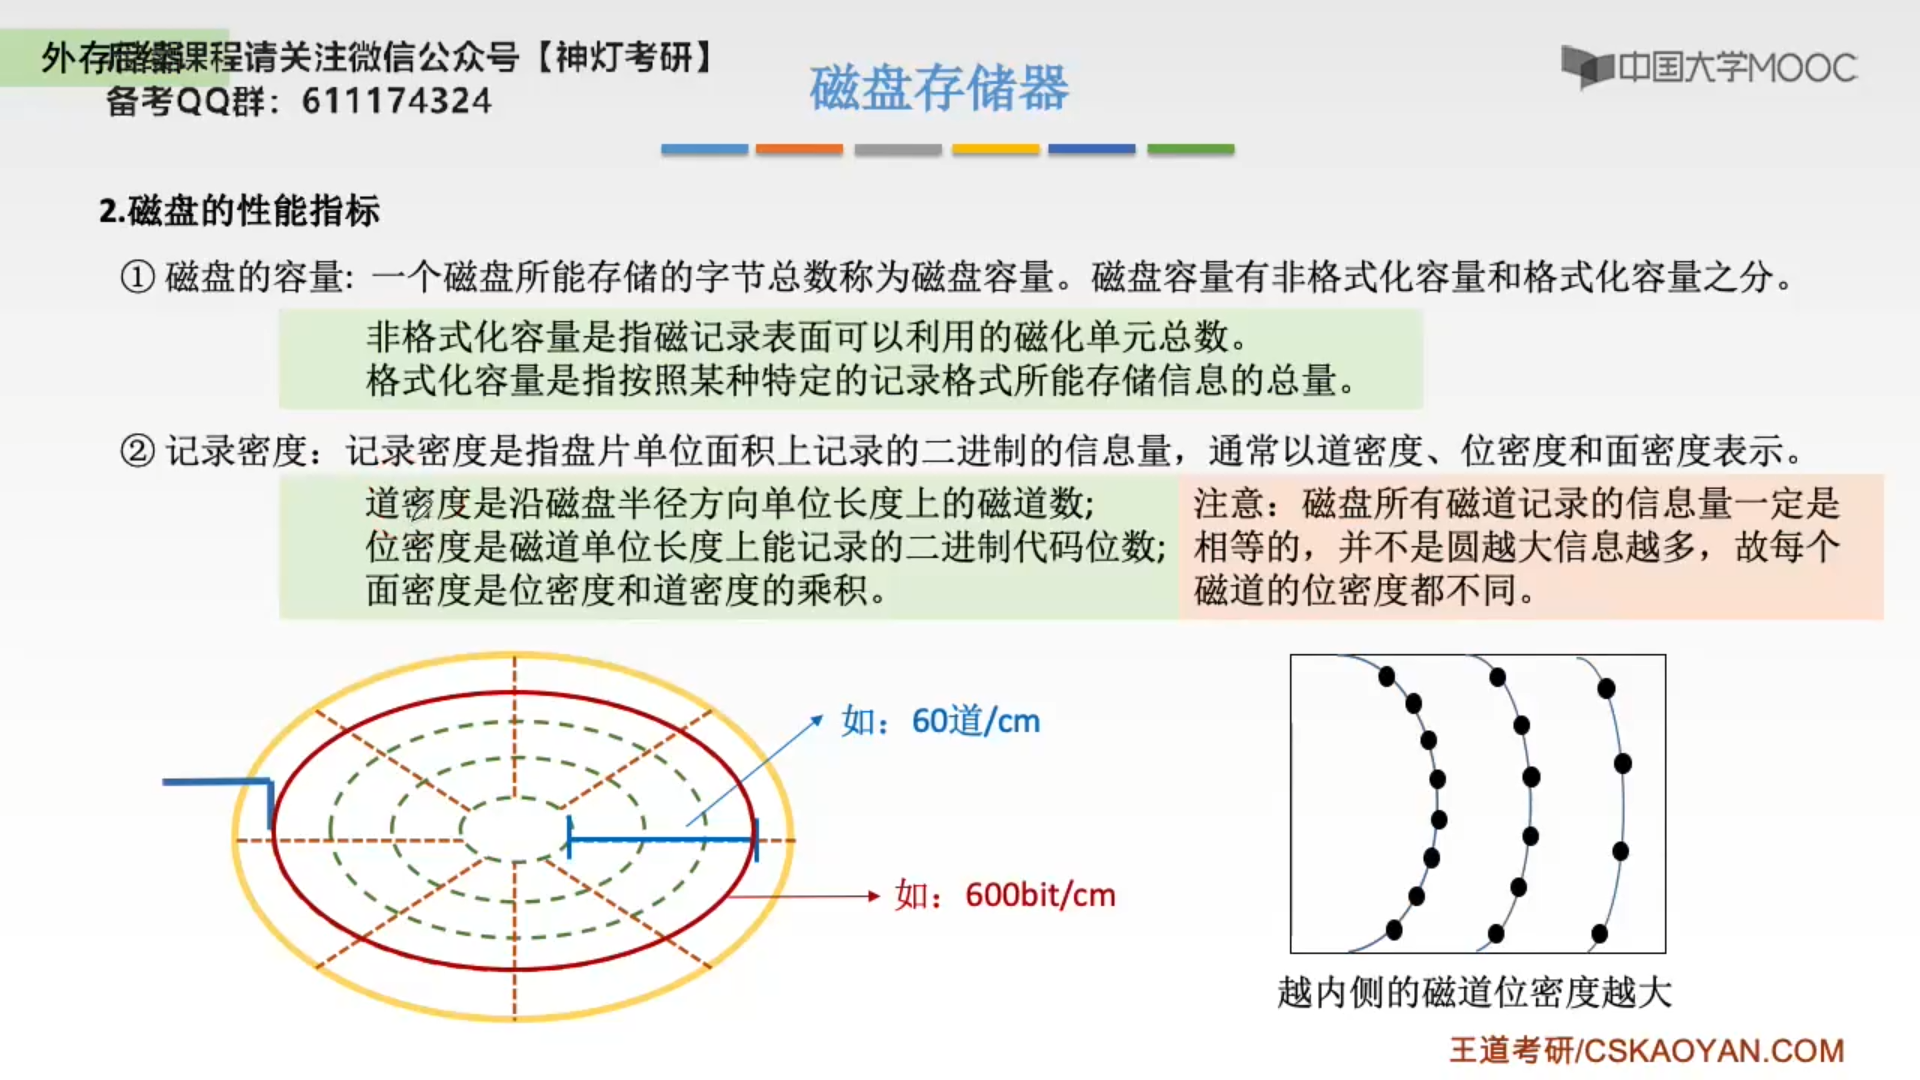 外存储器课程请关注微信公众号【神灯考研】
备考QQ群：611174324
磁盘存储器
中国大学MOOC
2.磁盘的性能指标
① 磁盘的容量：一个磁盘所能存储的字节总数称为磁盘容量。磁盘容量有非格式化容量和格式化容量之分。
非格式化容量是指磁记录表面可以利用的磁化单元总数。
格式化容量是指按照某种特定的记录格式所能存储信息的总量。
② 记录密度：记录密度是指盘片单位面积上记录的二进制的信息量，通常以道密度、位密度和面密度表示。
道密度是沿磁盘半径方向单位长度上的磁道数;
位密度是磁道单位长度上能记录的二进制代码位数;
面密度是位密度和道密度的乘积。
注意：磁盘所有磁道记录的信息量一定是
相等的，并不是圆越大信息越多，故每个
磁道的位密度都不同。
如：60道/cm
如：600bit/cm
越内侧的磁道位密度越大
王道考研/CSKAOYAN.COM